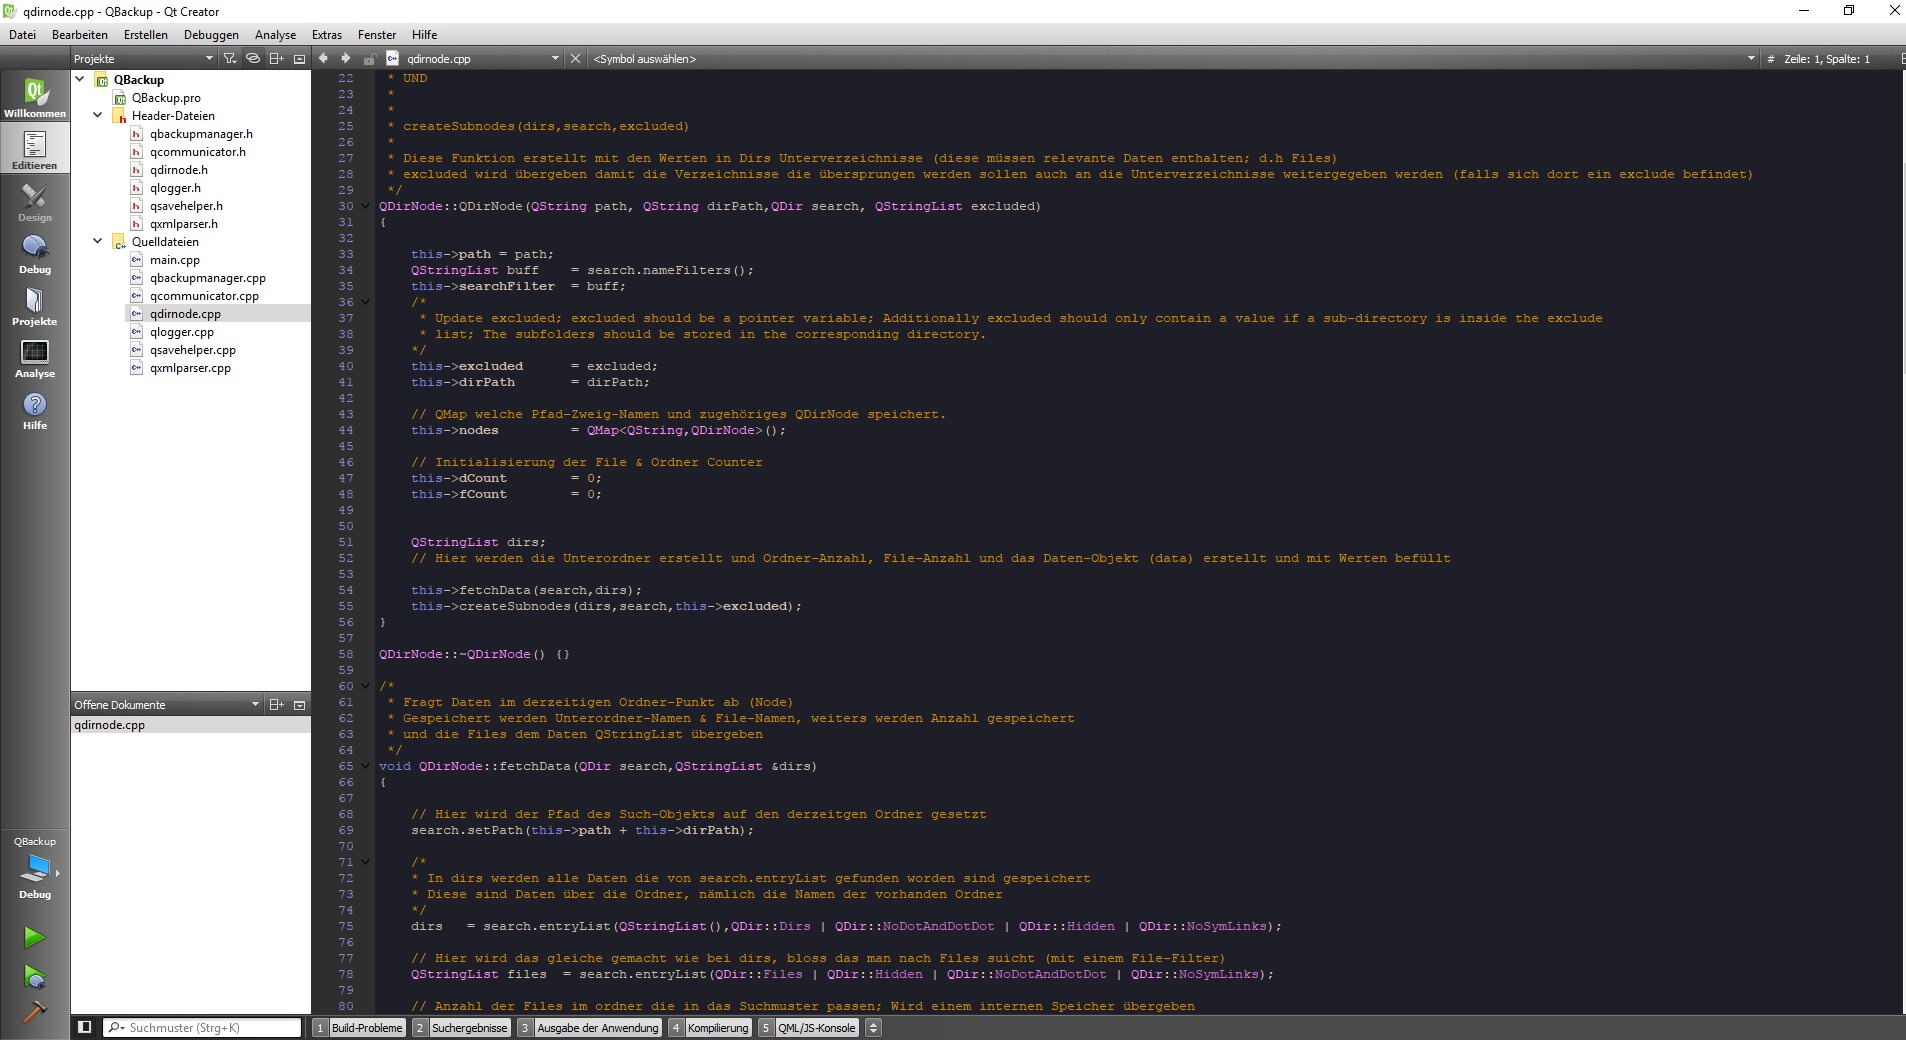 qdirnode.cpp - QBackup - Qt Creator
Datei Bearbeiten Erstellen Debuggen Analyse Extras Fenster Hilfe
Projekte
qdirnode.cpp
<Symbol auswählen>
# Zeile: 1, Spalte: 1
Willkommen
Editieren
Design
Debug
Projekte
Analyse
Hilfe
QBackup
QBackup.pro
Header-Dateien
qbackupmanager.h
qcommunicator.h
qdirnode.h
qlogger.h
qsavehelper.h
qxmlparser.h
Quelldateien
main.cpp
qbackupmanager.cpp
qcommunicator.cpp
qdirnode.cpp
qlogger.cpp
qsavehelper.cpp
qxmlparser.cpp
Offene Dokumente
qdirnode.cpp
QBackup
Debug
22 * UND
23 *
24 *
25 * createSubnodes(dirs,search,excluded)
26 *
27 * Diese Funktion erstellt mit den Werten in Dirs Unterverzeichnisse (diese müssen relevante Daten enthalten; d.h Files)
28 * excluded wird übergeben damit die Verzeichnisse die übersprungen werden sollen auch an die Unterverzeichnisse weitergegeben werden (falls sich dort ein exclude befindet)
29 */
30 QDirNode::QDirNode(QString path, QString dirPath,QDir search, QStringList excluded)
31 {
32
33 this->path = path;
34 QStringList buff = search.nameFilters();
35 this->searchFilter = buff;
36 /*
37 * Update excluded; excluded should be a pointer variable; Additionally excluded should only contain a value if a sub-directory is inside the exclude
38 * list; The subfolders should be stored in the corresponding directory.
39 */
40 this->excluded = excluded;
41 this->dirPath = dirPath;
42
43 // QMap welche Pfad-Zweig-Namen und zugehöriges QDirNode speichert.
44 this->nodes = QMap<QString,QDirNode>();
45
46 // Initialisierung der File & Ordner Counter
47 this->dCount = 0;
48 this->fCount = 0;
49
50
51 QStringList dirs;
52 // Hier werden die Unterordner erstellt und Ordner-Anzahl, File-Anzahl und das Daten-Objekt (data) erstellt und mit Werten befüllt
53
54 this->fetchData(search,dirs);
55 this->createSubnodes(dirs,search,this->excluded);
56 }
57
58 QDirNode::~QDirNode() {}
59
60 /*
61 * Fragt Daten im derzeitigen Ordner-Punkt ab (Node)
62 * Gespeichert werden Unterordner-Namen & File-Namen, weiters werden Anzahl gespeichert
63 * und die Files dem Daten QStringList übergeben
64 */
65 void QDirNode::fetchData(QDir search,QStringList &dirs)
66 {
67
68 // Hier wird der Pfad des Such-Objekts auf den derzeitgen Ordner gesetzt
69 search.setPath(this->path + this->dirPath);
70
71 /*
72 * In dirs werden alle Daten die von search.entryList gefunden worden sind gespeichert
73 * Diese sind Daten über die Ordner, nämlich die Namen der vorhanden Ordner
74 */
75 dirs = search.entryList(QStringList(),QDir::Dirs | QDir::NoDotAndDotDot | QDir::Hidden | QDir::NoSymLinks);
76
77 // Hier wird das gleiche gemacht wie bei dirs, bloss das man nach Files suicht (mit einem File-Filter)
78 QStringList files = search.entryList(QDir::Files | QDir::Hidden | QDir::NoDotAndDotDot | QDir::NoSymLinks);
79
80 // Anzahl der Files im ordner die in das Suchmuster passen; Wird einem internen Speicher übergeben
Suchmuster (Strg+K)
1 Build-Probleme 2 Suchergebnisse 3 Ausgabe der Anwendung 4 Kompilierung 5 QML/JS-Konsole